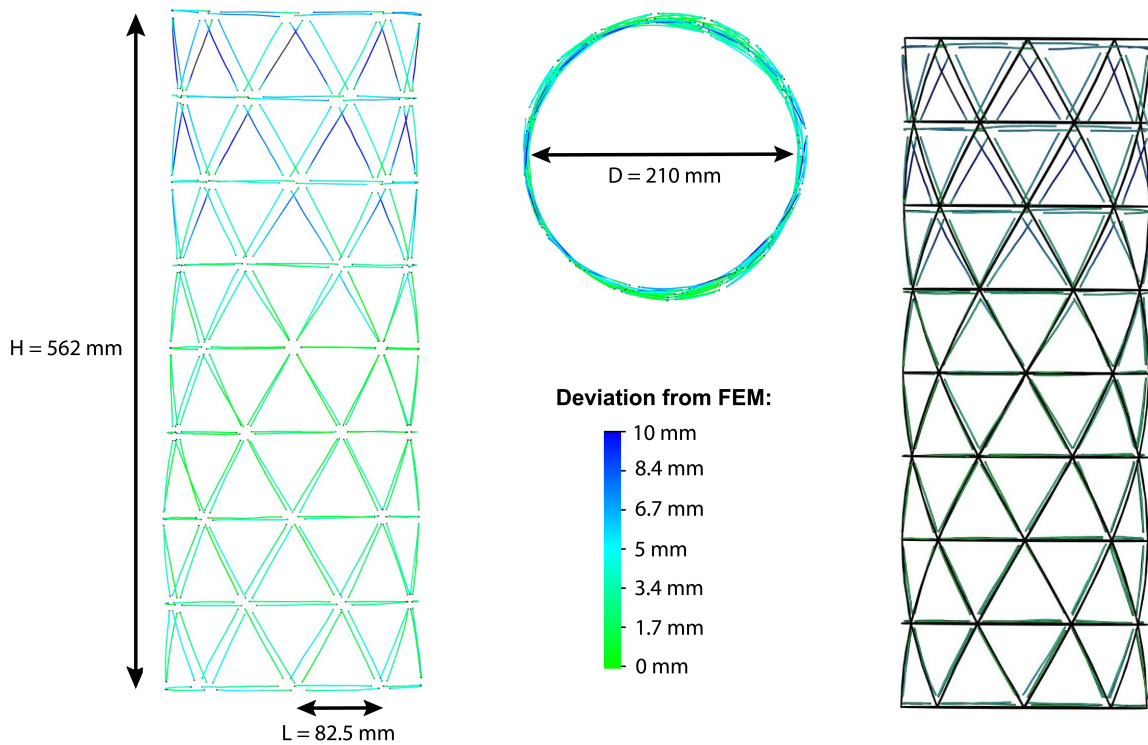 H = 562 mm
L = 82.5 mm
D = 210 mm
Deviation from FEM:
10 mm
8.4 mm
6.7 mm
5 mm
3.4 mm
1.7 mm
0 mm